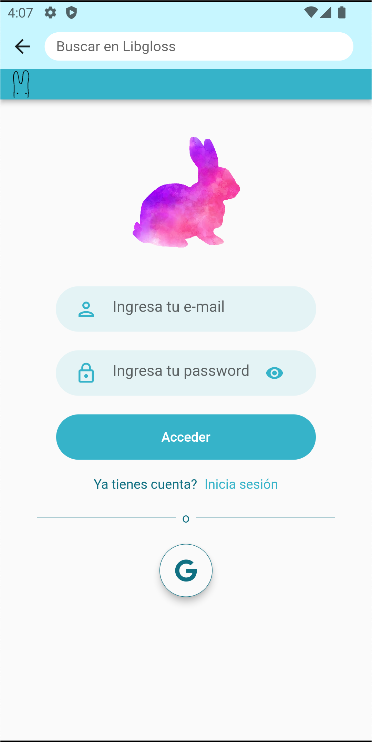 4:07
Buscar en Libgloss
Ingresa tu e-mail
Ingresa tu password
Acceder
Ya tienes cuenta? Inicia sesión
o
G